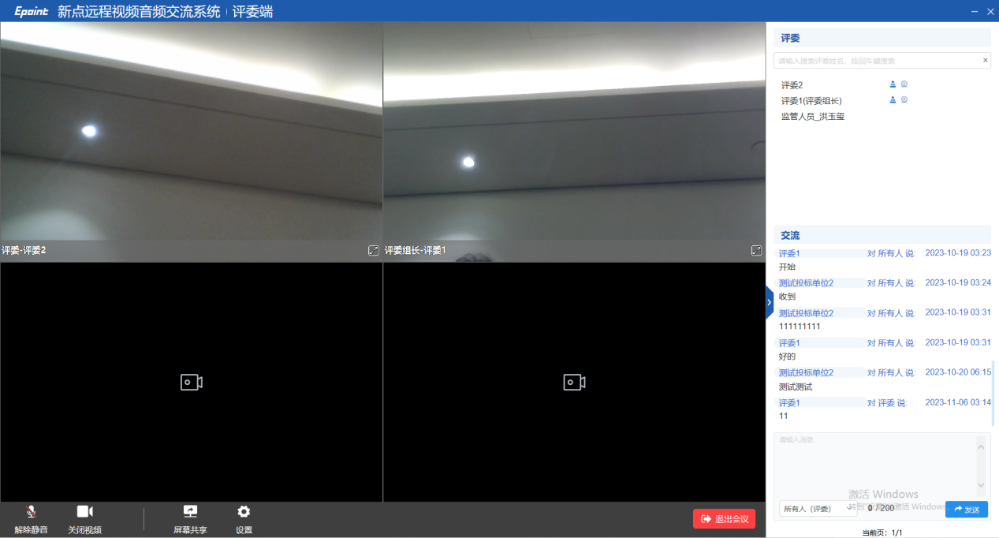 Epoint 新点远程视频音频交流系统 | 评委端
评委-评委2
评委组长-评委1
解除静音
关闭视频
屏幕共享
设置
退出会议
评委
请输入搜索评委姓名，按回车键搜索
评委2
评委1(评委组长)
监管人员_洪玉玺
交流
评委1 对 所有人 说: 2023-10-19 03:23
开始
测试投标单位2 对 所有人 说: 2023-10-19 03:24
收到
测试投标单位2 对 所有人 说: 2023-10-19 03:31
111111111
评委1 对 所有人 说: 2023-10-19 03:31
好的
测试投标单位2 对 所有人 说: 2023-10-20 06:15
测试测试
评委1 对 评委 说: 2023-11-06 03:14
11
请输入消息...
激活 Windows
转到"设置"以激活 Windows
所有人（评委） 0 / 200 发送
当前页: 1/1